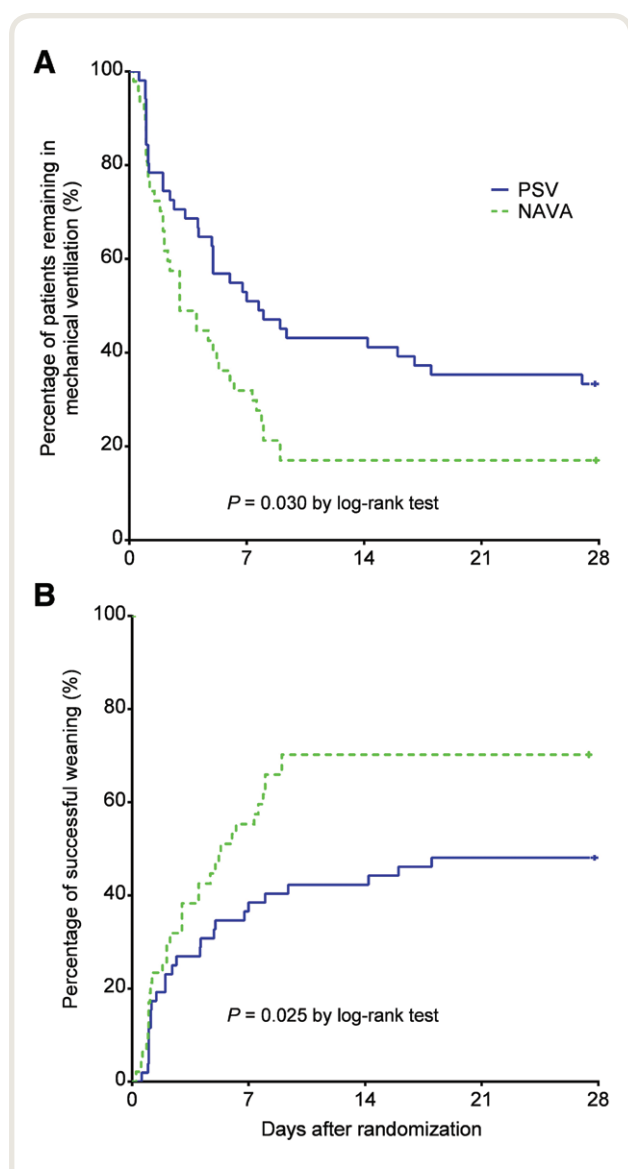 A
100
80
60
40
20
0
Percentage of patients remaining in
mechanical ventilation (%)
PSV
NAVA
P = 0.030 by log-rank test
0 7 14 21 28
B
100
80
60
40
20
0
Percentage of successful weaning (%)
P = 0.025 by log-rank test
0 7 14 21 28
Days after randomization